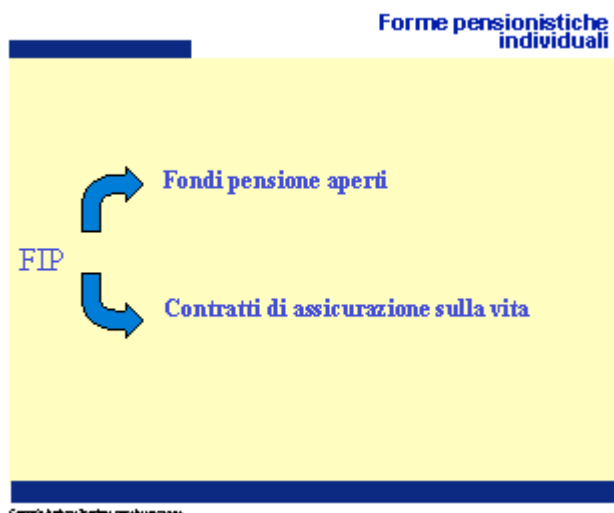 Forme pensionistiche
individuali
Fondi pensione aperti
FIP
Contratti di assicurazione sulla vita